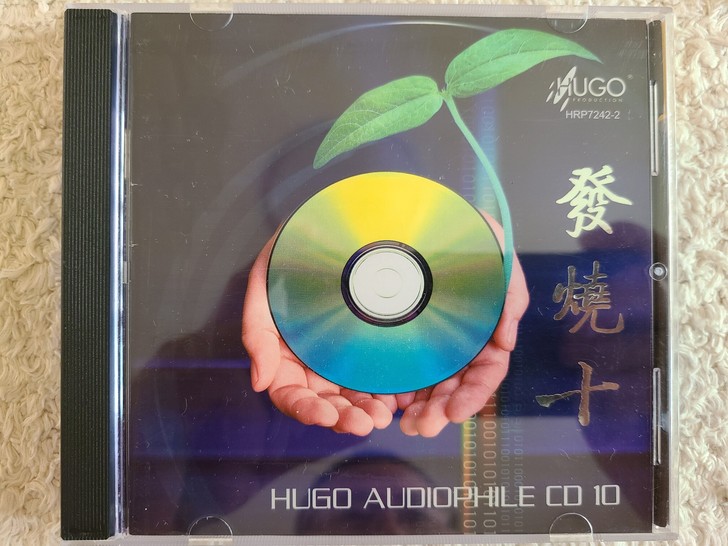 HUGO®
PRODUCTION
HRP7242-2
發燒十
HUGO AUDIOPHILE CD 10